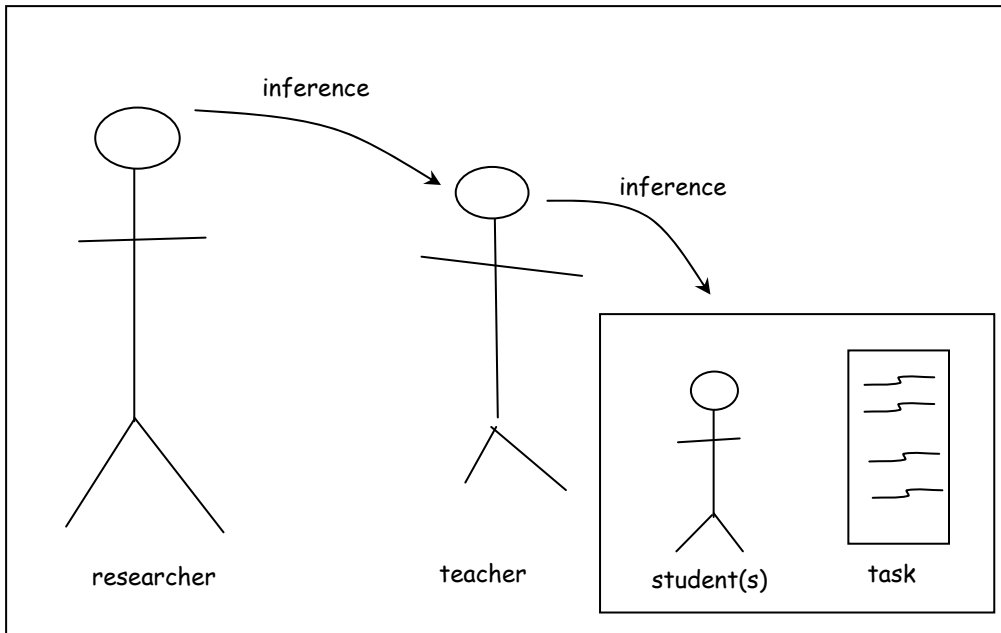 inference
inference
researcher
teacher
student(s)
task